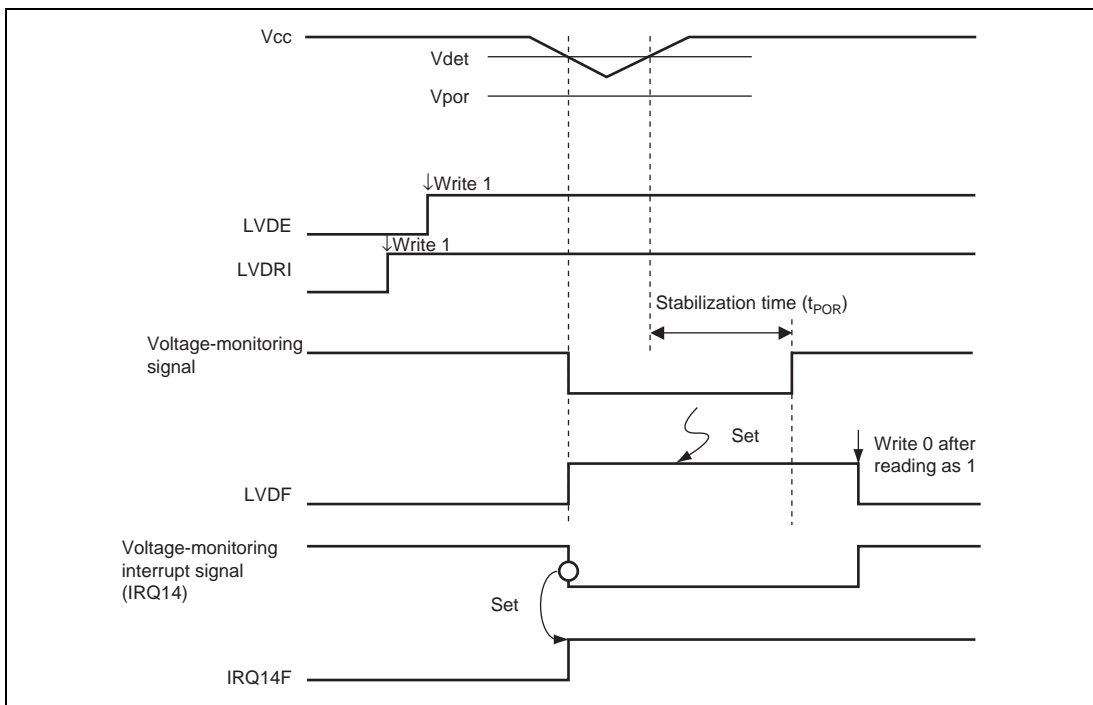 Vcc
Vdet
Vpor
↓Write 1
LVDE
↓Write 1
LVDRI
Stabilization time (tPOR)
Voltage-monitoring
signal
Set
Write 0 after
reading as 1
LVDF
Voltage-monitoring
interrupt signal
(IRQ14)
Set
IRQ14F